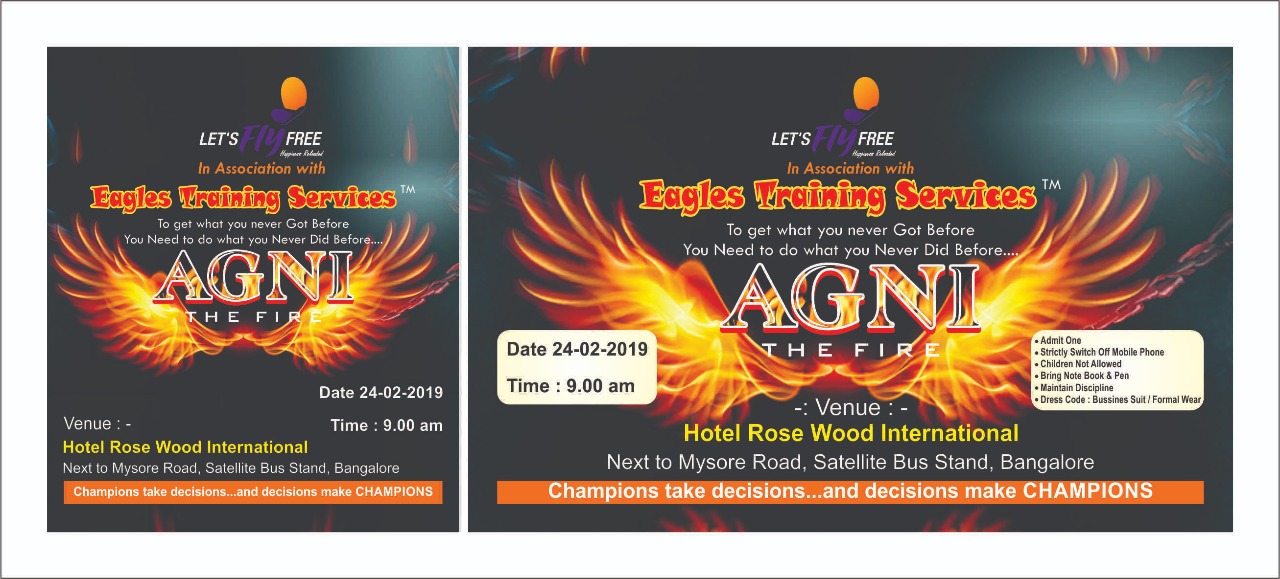 LET'S Fly FREE
Happiness Reloaded
In Association with
Eagles Training Services TM
To get what you never Got Before
You Need to do what you Never Did Before....
AGNI
THE FIRE
Date 24-02-2019
Venue : -
Time : 9.00 am
Hotel Rose Wood International
Next to Mysore Road, Satellite Bus Stand, Bangalore
Champions take decisions...and decisions make CHAMPIONS
LET'S Fly FREE
Happiness Reloaded
In Association with
Eagles Training Services TM
To get what you never Got Before
You Need to do what you Never Did Before....
AGNI
THE FIRE
Date 24-02-2019
Time : 9.00 am
• Admit One
• Strictly Switch Off Mobile Phone
• Children Not Allowed
• Bring Note Book & Pen
• Maintain Discipline
• Dress Code : Bussines Suit / Formal Wear
-: Venue : -
Hotel Rose Wood International
Next to Mysore Road, Satellite Bus Stand, Bangalore
Champions take decisions...and decisions make CHAMPIONS